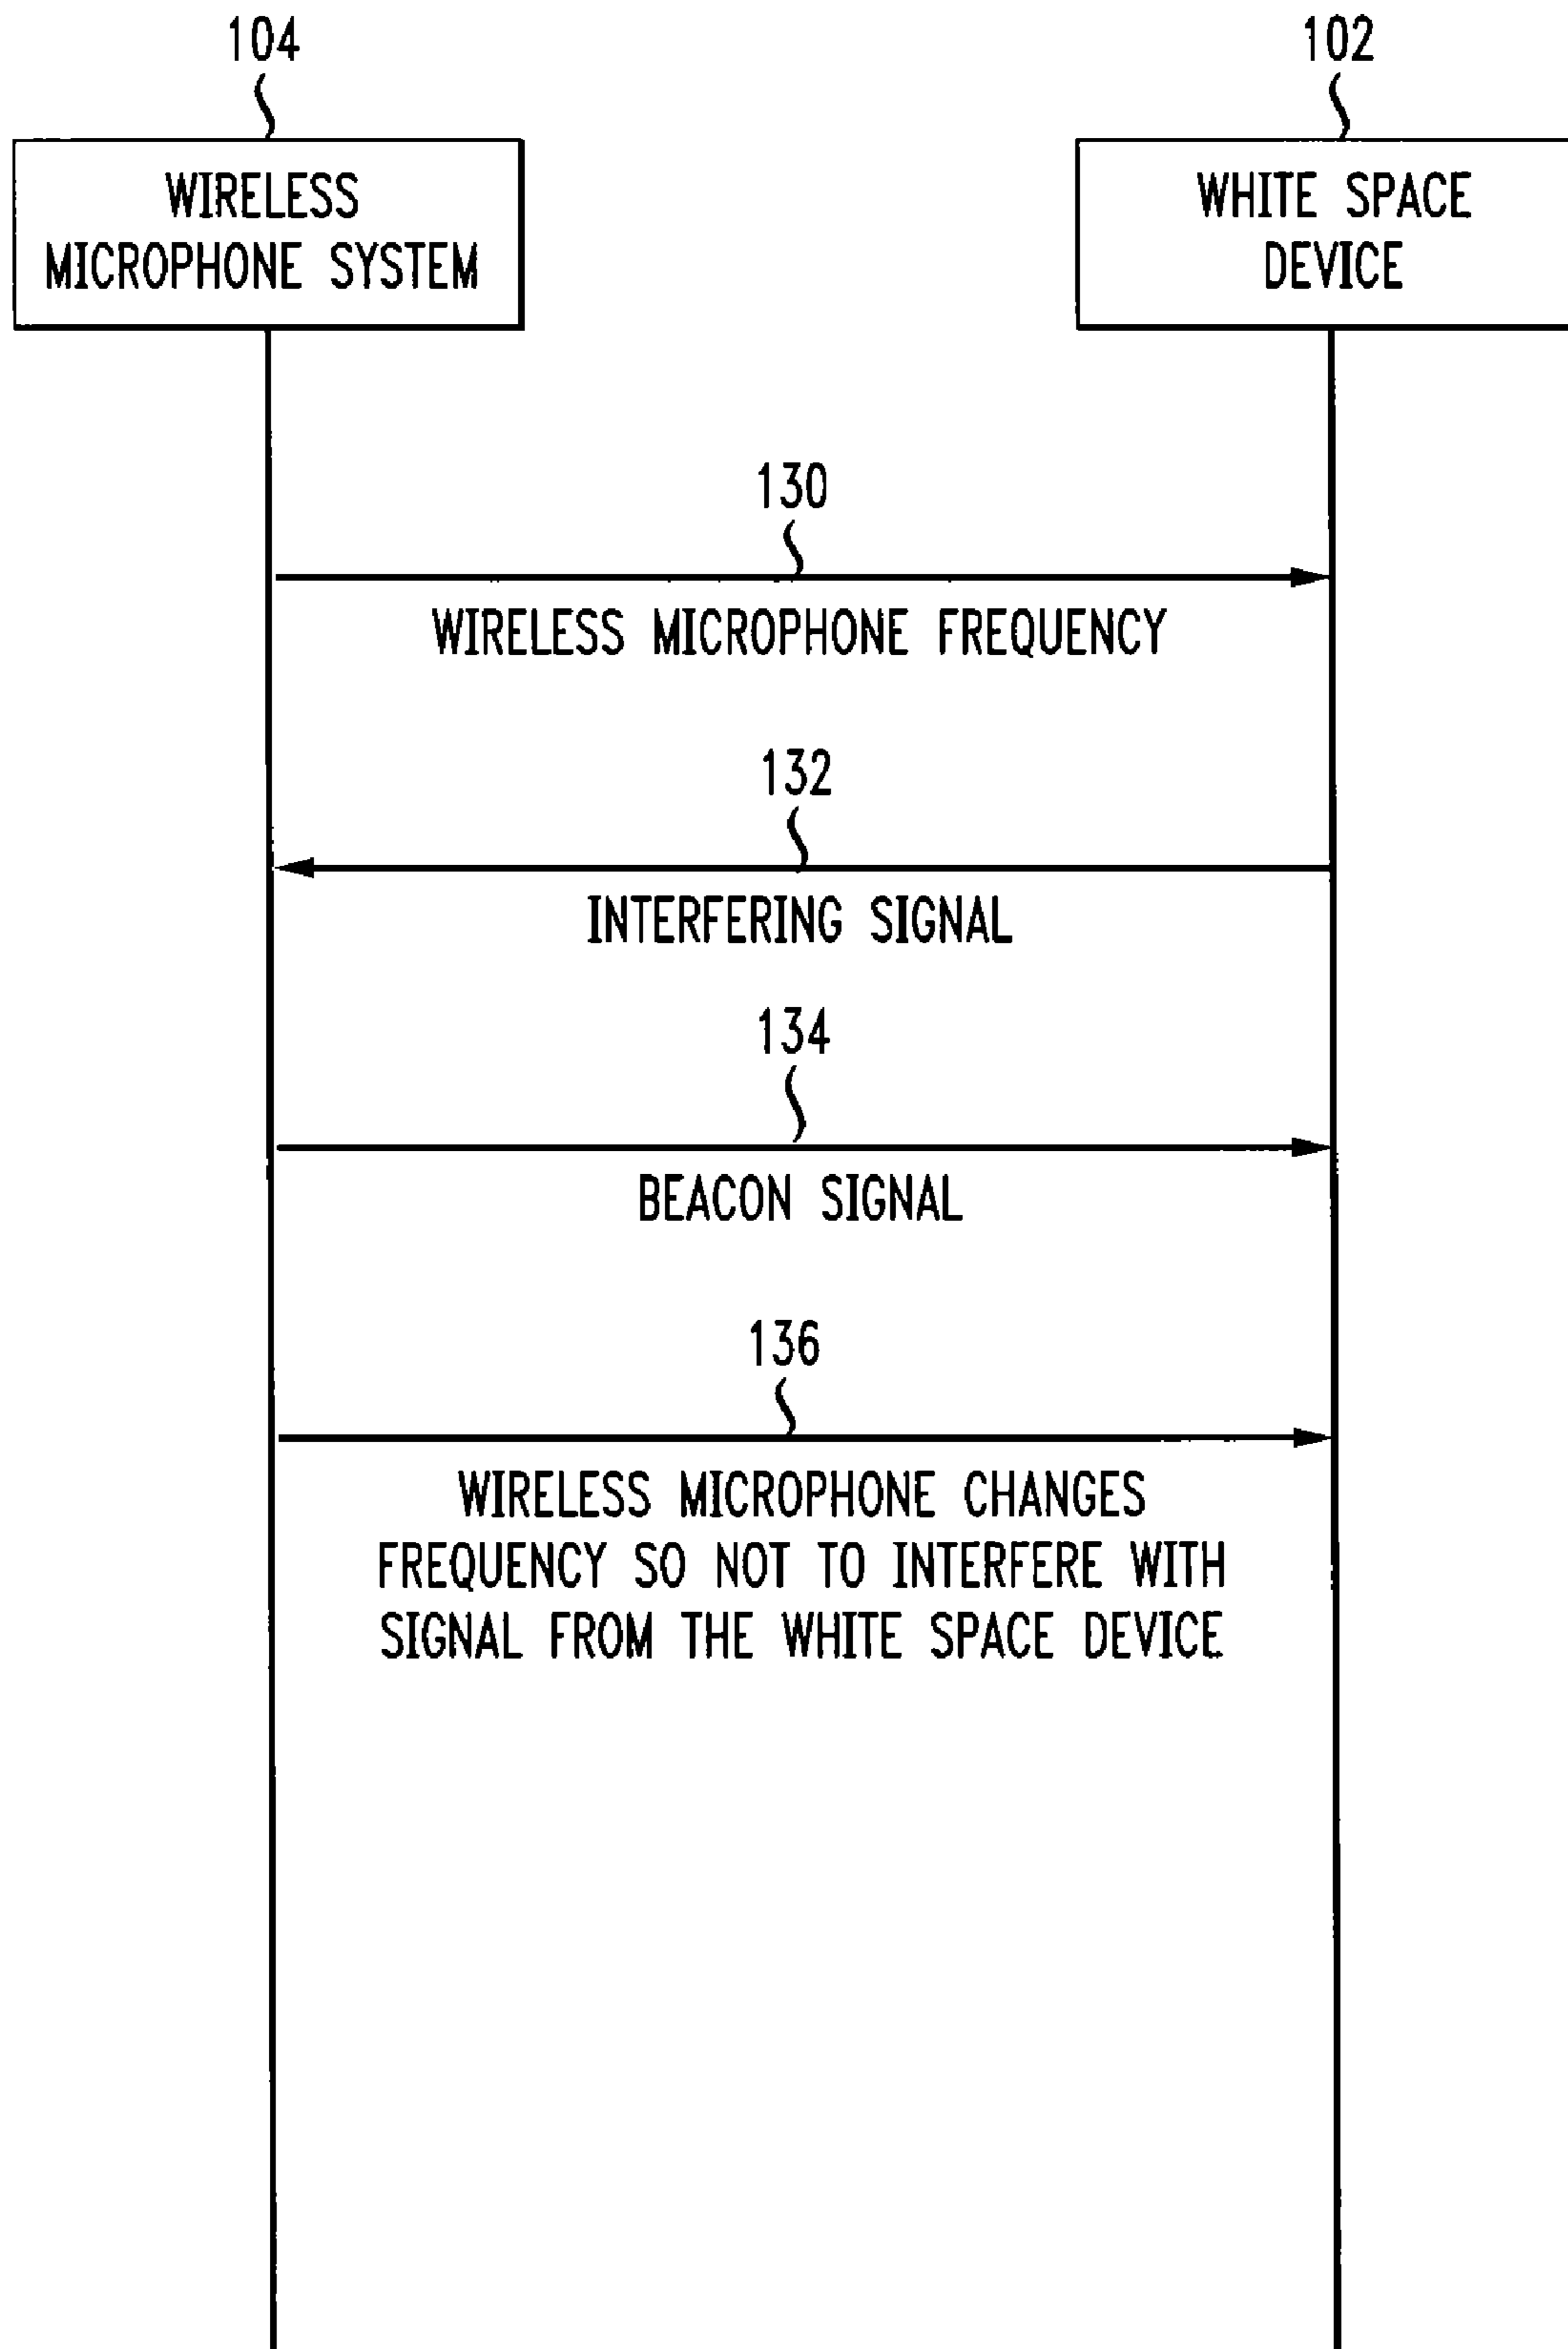 104
102
WIRELESS
MICROPHONE SYSTEM
WHITE SPACE
DEVICE
130
WIRELESS MICROPHONE FREQUENCY
132
INTERFERING SIGNAL
134
BEACON SIGNAL
136
WIRELESS MICROPHONE CHANGES
FREQUENCY SO NOT TO INTERFERE WITH
SIGNAL FROM THE WHITE SPACE DEVICE